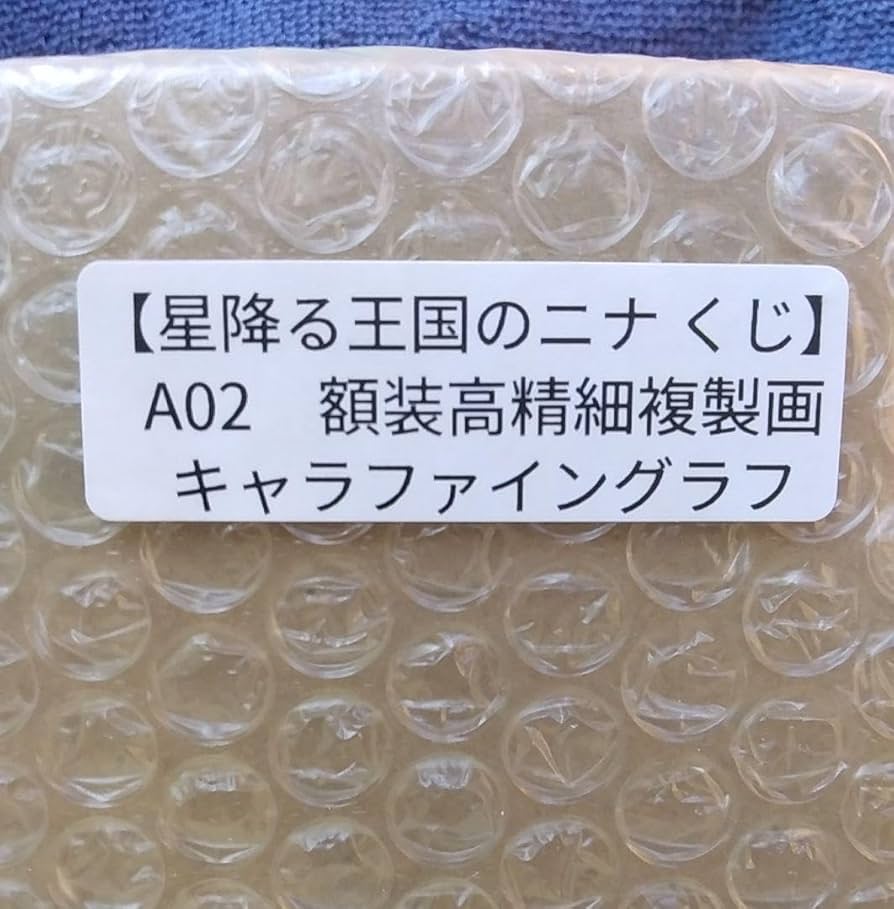 【星降る王国のニナ くじ】
A02　額装高精細複製画
キャラファイングラフ